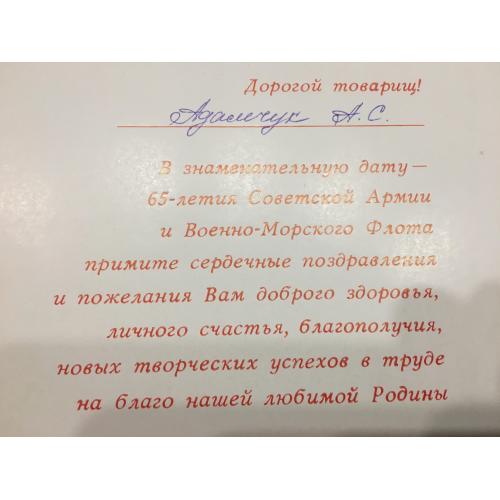 Дорогой товарищ!
Адамчук А. С.
В знаменательную дату —
65-летия Советской Армии
и Военно-Морского Флота
примите сердечные поздравления
и пожелания Вам доброго здоровья,
личного счастья, благополучия,
новых творческих успехов в труде
на благо нашей любимой Родины